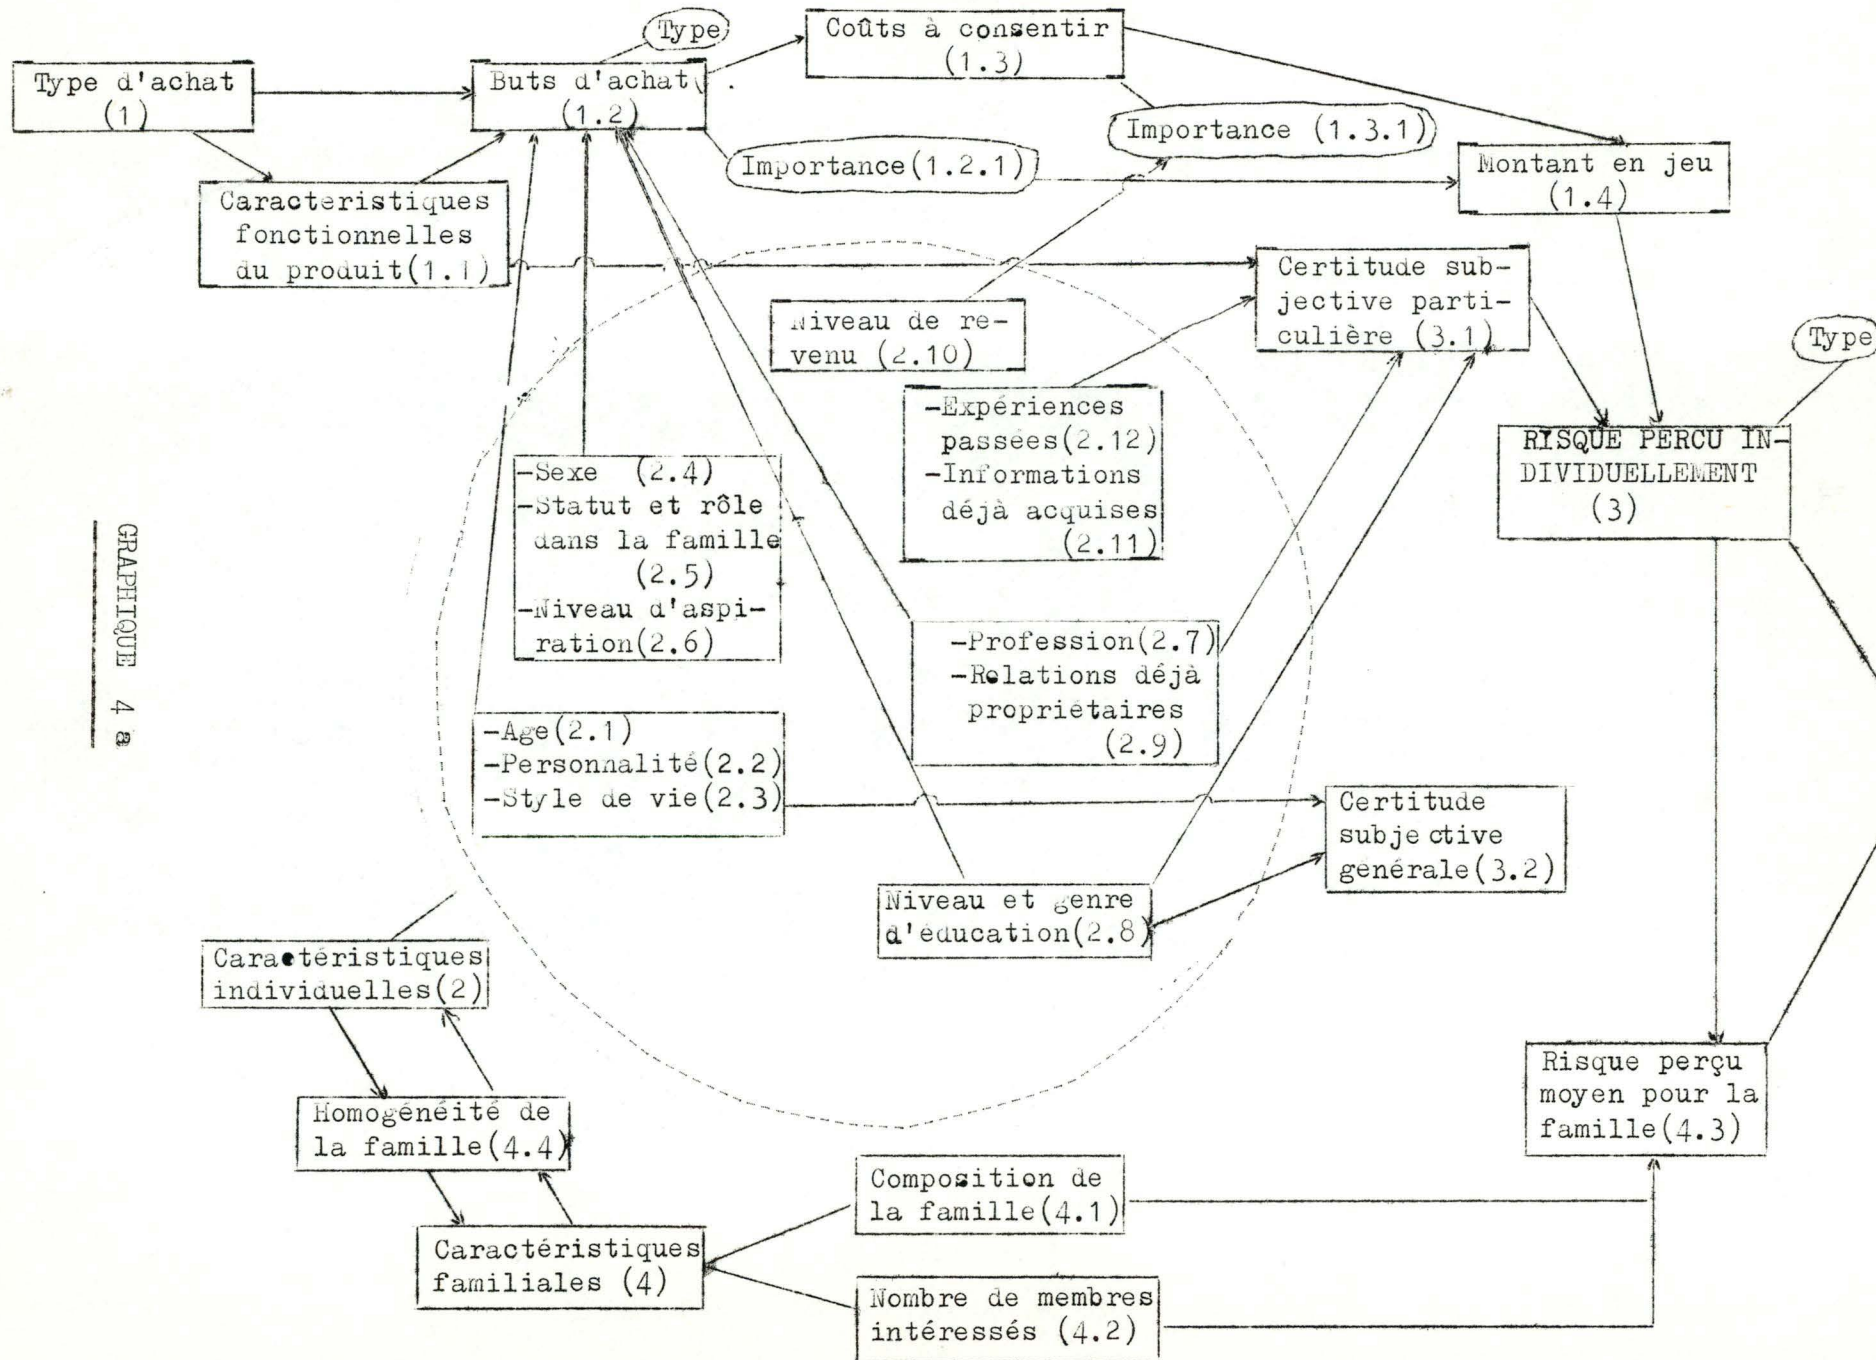 Type
Coûts à consentir
(1.3)
Type d'achat
(1)
Buts d'achat
(1.2)
Importance (1.3.1)
Importance(1.2.1)
Montant en jeu
(1.4)
Caracteristiques
fonctionnelles
du produit(1.1)
Certitude sub-
jective parti-
culière (3.1)
Niveau de re-
venu (2.10)
Type
-Expériences
passées(2.12)
-Informations
déjà acquises
(2.11)
RISQUE PERCU IN-
DIVIDUELLEMENT
(3)
-Sexe (2.4)
-Statut et rôle
dans la famille
(2.5)
-Niveau d'aspi-
ration(2.6)
GRAPHIQUE 4 a
-Profession(2.7)
-Relations déjà
propriétaires
(2.9)
-Age(2.1)
-Personnalité(2.2)
-Style de vie(2.3)
Certitude
subjective
générale(3.2)
Niveau et genre
d'éducation(2.8)
Caractéristiques
individuelles(2)
Risque perçu
moyen pour la
famille(4.3)
Homogénéité de
la famille(4.4)
Composition de
la famille(4.1)
Caractéristiques
familiales (4)
Nombre de membres
intéressés (4.2)